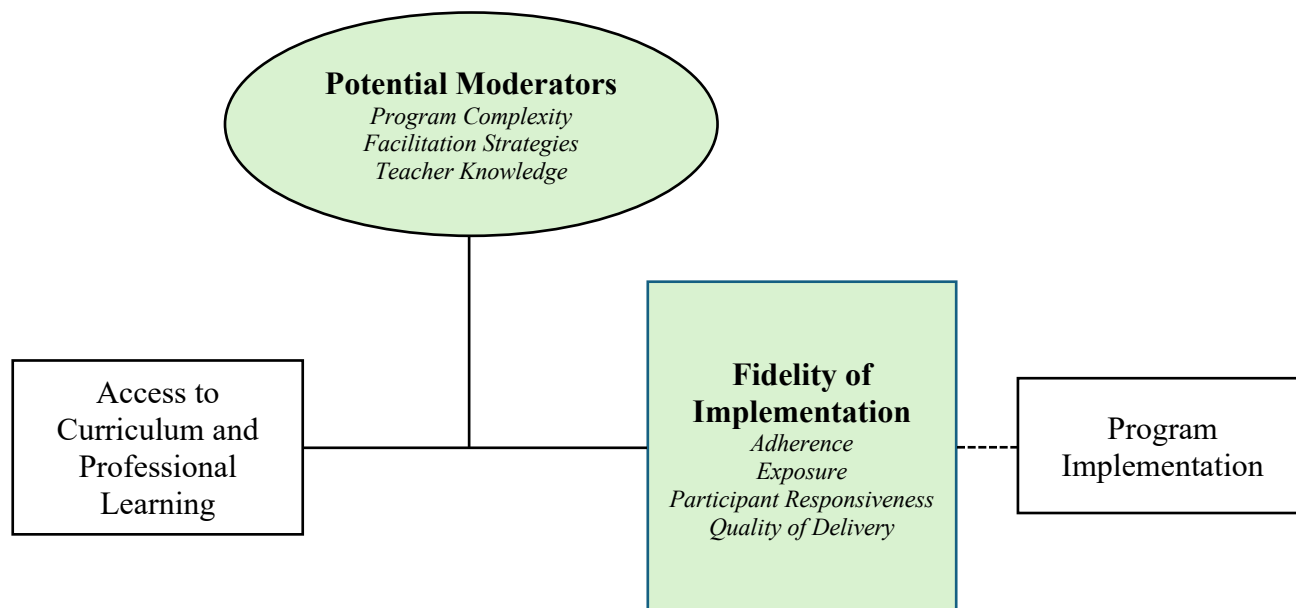 Potential Moderators
Program Complexity
Facilitation Strategies
Teacher Knowledge
Access to
Curriculum and
Professional
Learning
Fidelity of
Implementation
Adherence
Exposure
Participant Responsiveness
Quality of Delivery
Program
Implementation